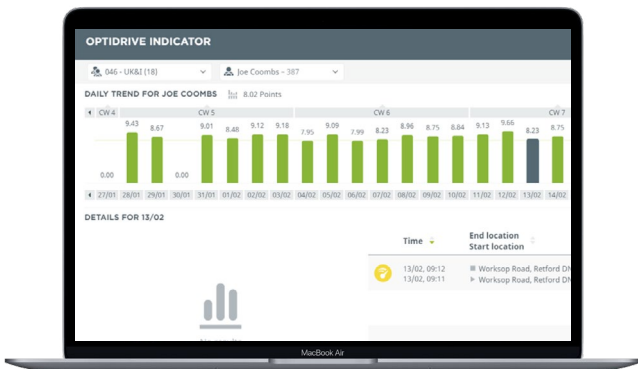 OPTIDRIVE INDICATOR
046 - UK&I (18) Joe Coombs - 387
DAILY TREND FOR JOE COOMBS 8.02 Points
CW 4 CW 5 CW 6 CW 7
0.00 9.43 8.67 0.00 9.01 8.48 9.12 9.18 7.95 9.09 7.99 8.23 8.96 8.75 8.84 9.13 9.66 8.23 8.75
27/01 28/01 29/01 30/01 31/01 01/02 02/02 03/02 04/02 05/02 06/02 07/02 08/02 09/02 10/02 11/02 12/02 13/02 14/02
DETAILS FOR 13/02
Time End location
Start location
13/02, 09:12 Worksop Road, Retford DN
13/02, 09:11 Worksop Road, Retford DN
MacBook Air